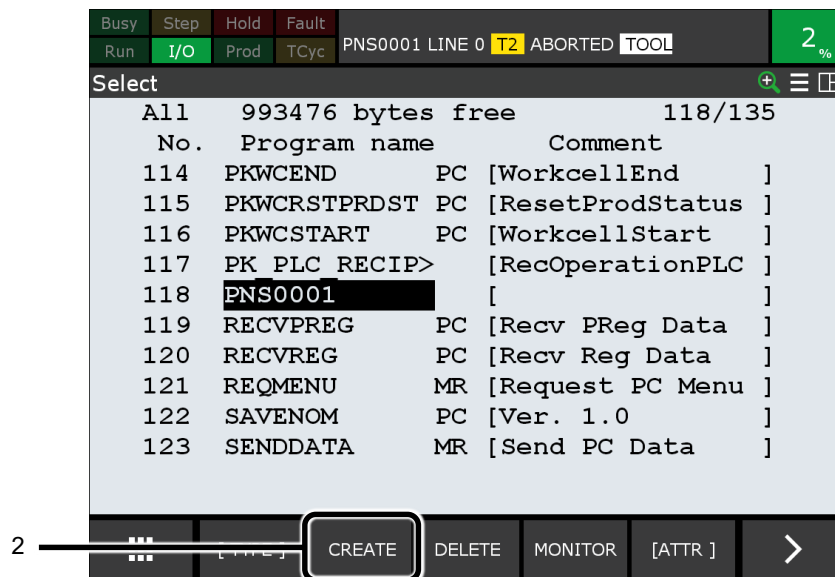 Busy Step Hold Fault
Run I/O Prod TCyc PNS0001 LINE 0 T2 ABORTED TOOL 2 %
Select
All 993476 bytes free 118/135
No. Program name Comment
114 PKWCEND PC [WorkcellEnd ]
115 PKWCRSTPRDST PC [ResetProdStatus ]
116 PKWCSTART PC [WorkcellStart ]
117 PK_PLC_RECIP> [RecOperationPLC ]
118 PNS0001 [ ]
119 RECVPREG PC [Recv PReg Data ]
120 RECVREG PC [Recv Reg Data ]
121 REQMENU MR [Request PC Menu ]
122 SAVENOM PC [Ver. 1.0 ]
123 SENDDATA MR [Send PC Data ]
2 [ TYPE ] CREATE DELETE MONITOR [ATTR ] >